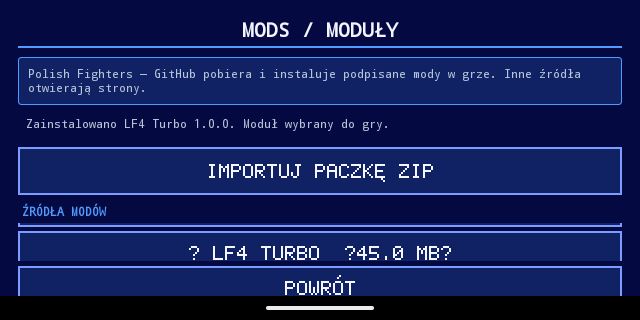 MODS / MODUŁY
Polish Fighters — GitHub pobiera i instaluje podpisane mody w grze. Inne źródła
otwierają strony.
Zainstalowano LF4 Turbo 1.0.0. Moduł wybrany do gry.
IMPORTUJ PACZKĘ ZIP
ŹRÓDŁA MODÓW
? LF4 TURBO  ?45.0 MB?
POWRÓT